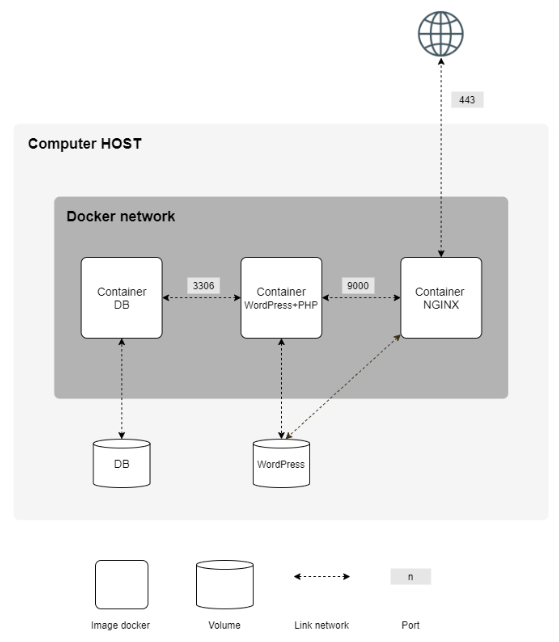 443
Computer HOST
Docker network
Container
DB
3306
Container
WordPress+PHP
9000
Container
NGINX
DB
WordPress
n
Image docker
Volume
Link network
Port